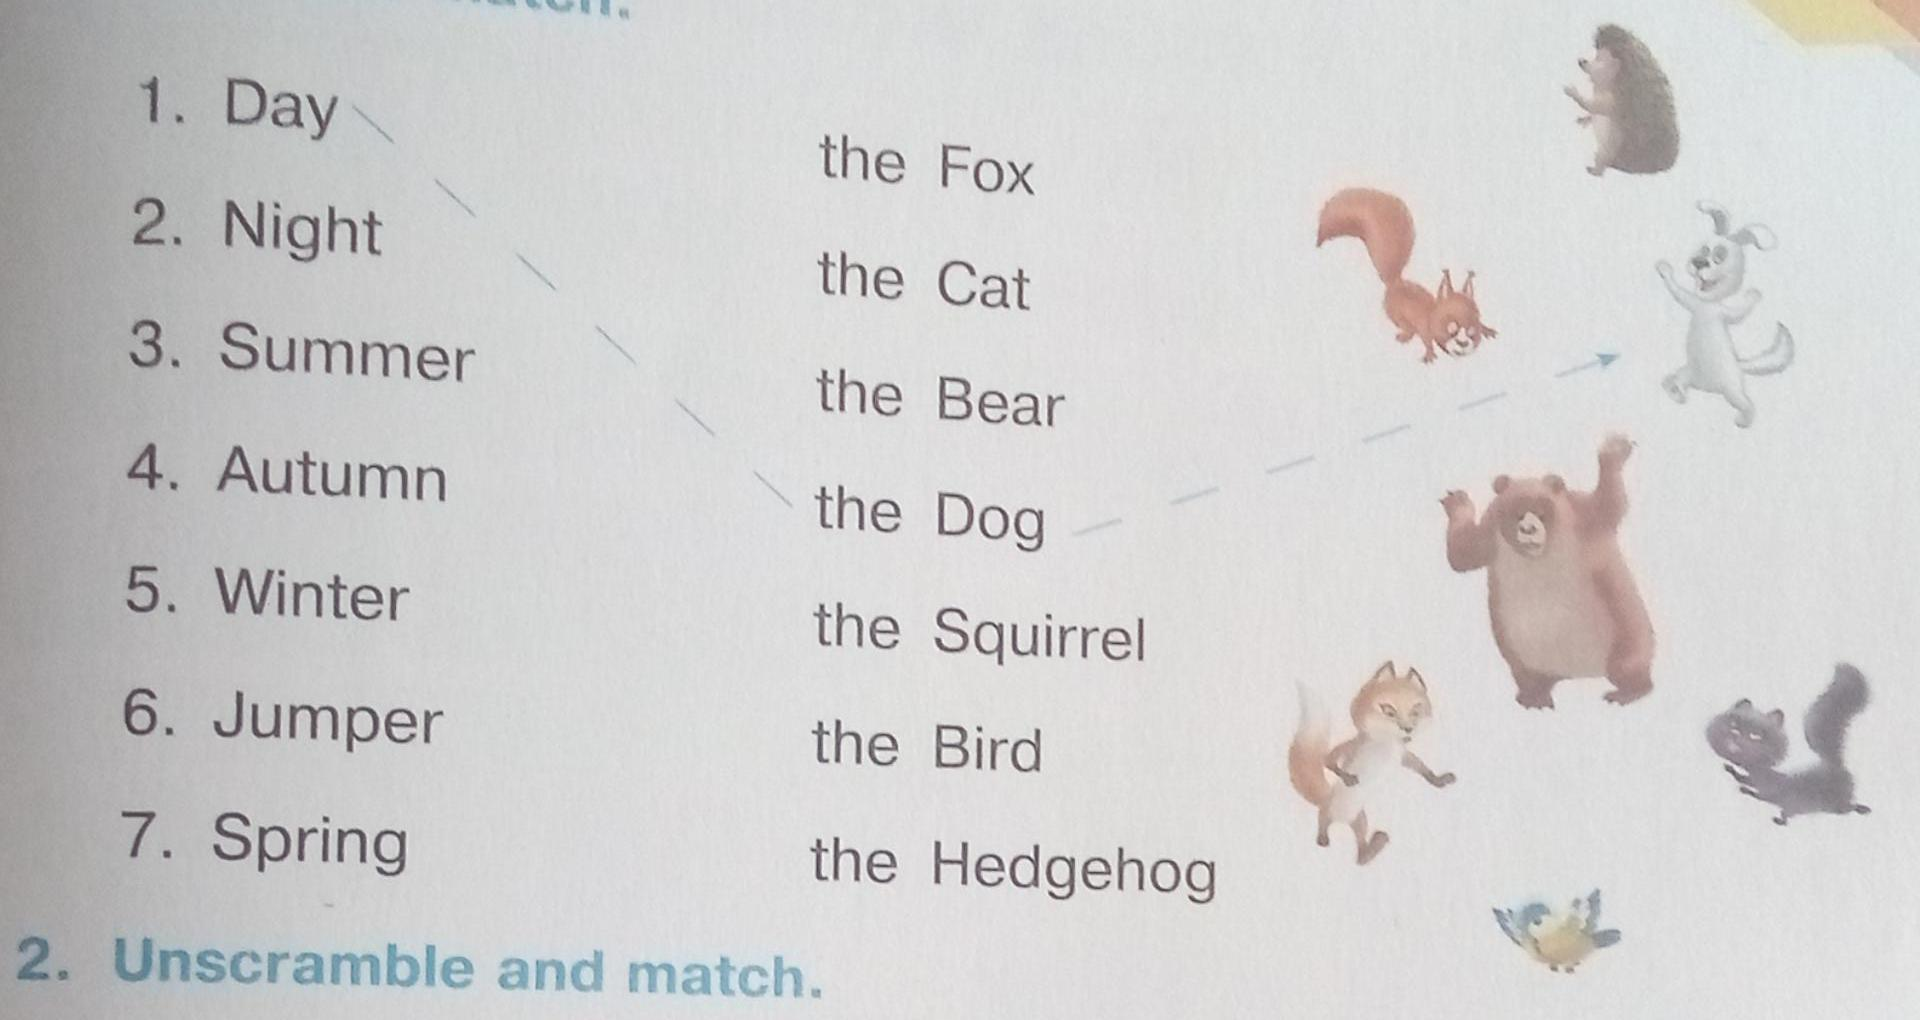 1. Day
2. Night
3. Summer
4. Autumn
5. Winter
6. Jumper
7. Spring
the Fox
the Cat
the Bear
the Dog
the Squirrel
the Bird
the Hedgehog
2. Unscramble and match.